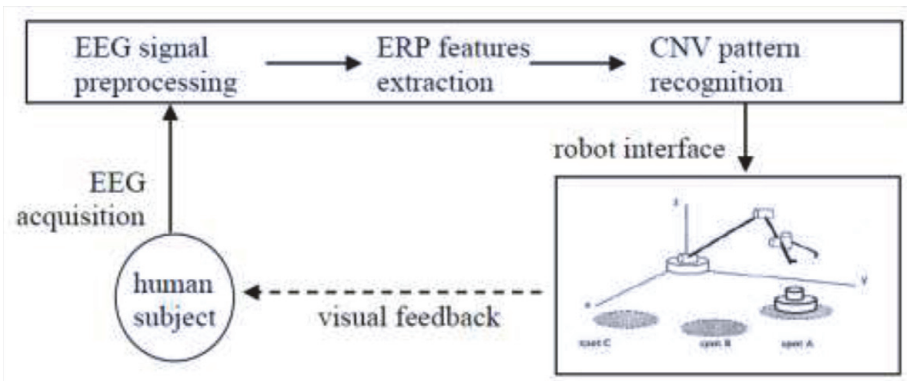 EEG signal
preprocessing
ERP features
extraction
CNV pattern
recognition
robot interface
EEG
acquisition
human
subject
visual feedback
z
y
x
spot C
spot B
spot A